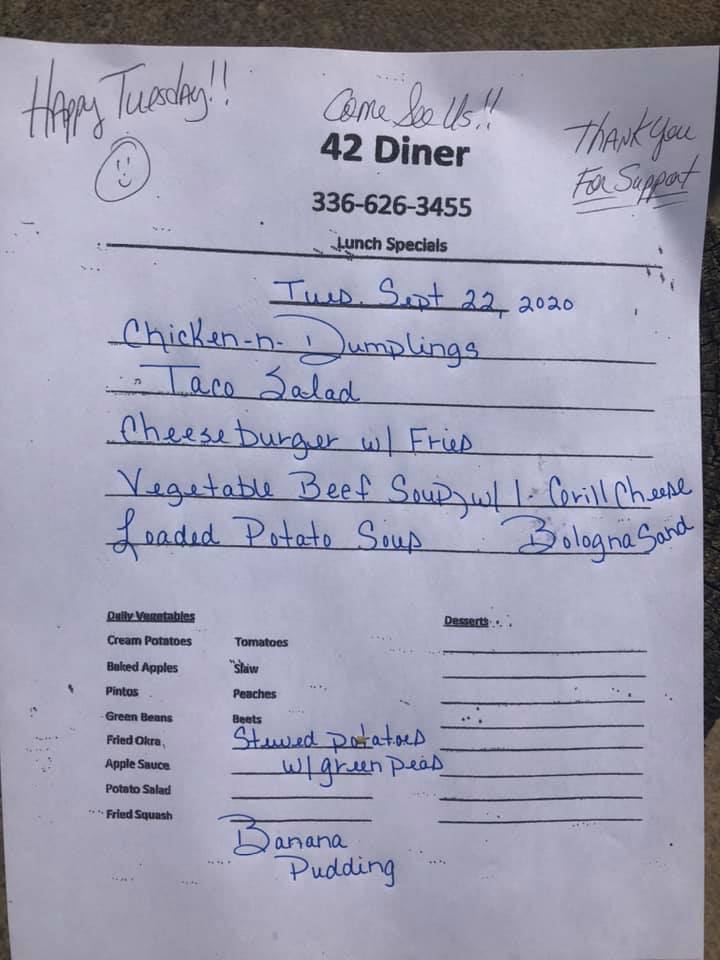 Happy Tuesday!!
Come See Us!!
Thank You
For Support
42 Diner
336-626-3455
Lunch Specials
Tues. Sept 22, 2020
Chicken-n-Dumplings
Taco Salad
Cheeseburger w/ Fries
Vegetable Beef Soup w/ 1- Grill Cheese
Loaded Potato Soup Bologna Sand
Daily Vegetables
Desserts
Cream Potatoes Tomatoes
Baked Apples Slaw
Pintos Peaches
Green Beans Beets
Fried Okra Stewed potatoes
Apple Sauce w/ green peas
Potato Salad
Fried Squash
Banana
Pudding